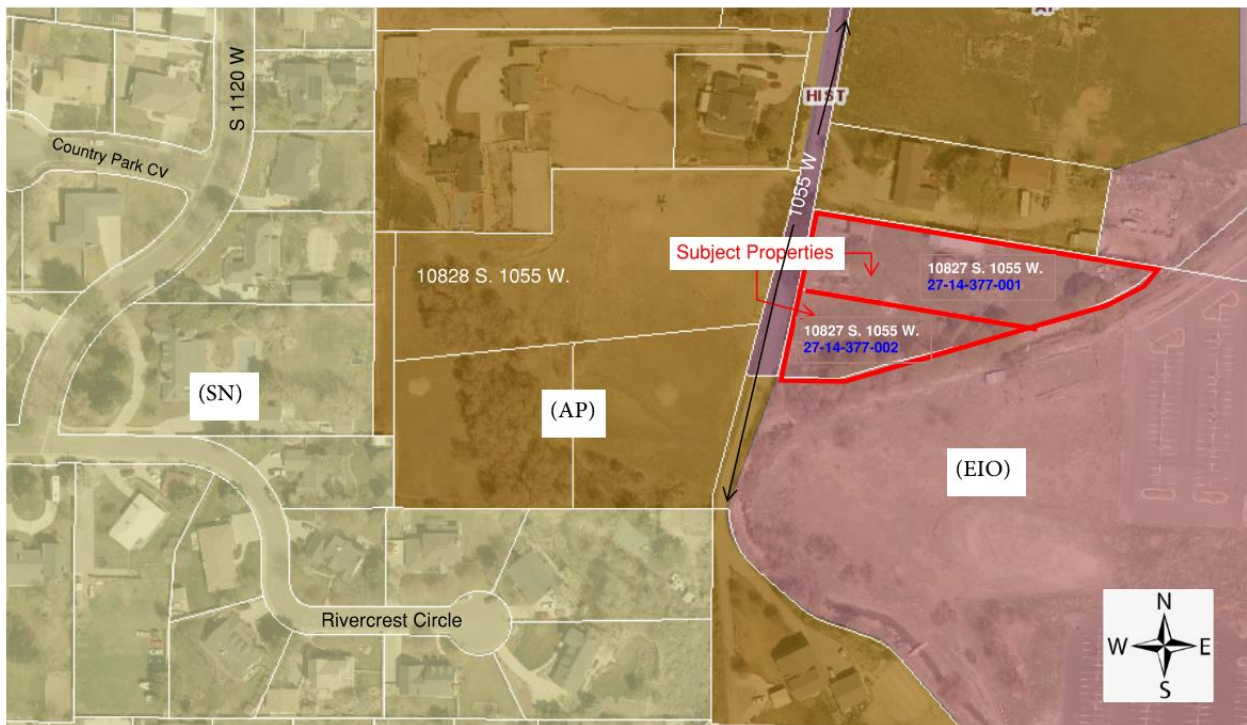 S 1120 W
Country Park Cv
HIST
1055 W
Subject Properties
10827 S. 1055 W.
27-14-377-001
10828 S. 1055 W.
10827 S. 1055 W.
27-14-377-002
(SN)
(AP)
(EIO)
Rivercrest Circle
N
W E
S